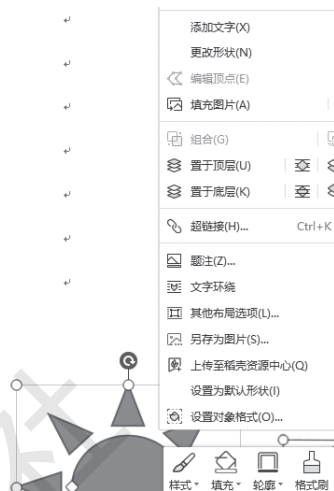 添加文字(X)
更改形状(N)
编辑顶点(E)
填充图片(A)
组合(G)
置于顶层(U)
置于底层(K)
超链接(H)... Ctrl+K
题注(Z)...
文字环绕
其他布局选项(L)...
另存为图片(S)...
上传至稻壳资源中心(Q)
设置为默认形状(I)
设置对象格式(O)...
样式 填充 轮廓 格式刷